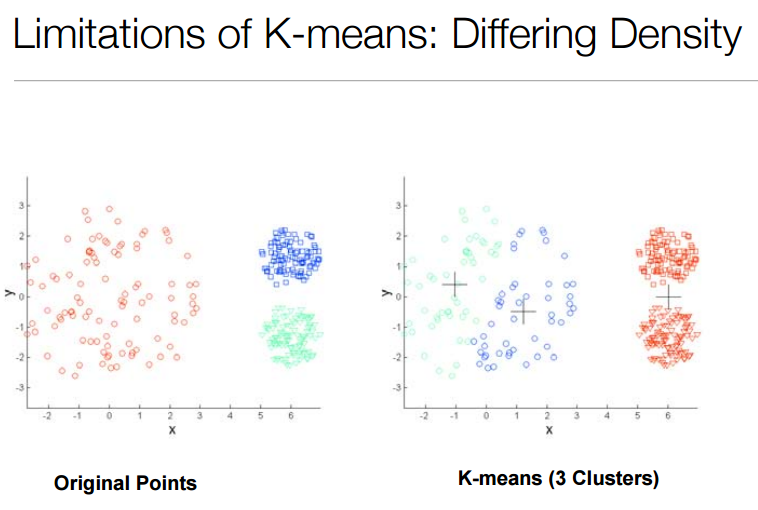 Limitations of K-means: Differing Density
3
2
1
0
-1
-2
-3
y
-2 -1 0 1 2 3 4 5 6
x
3
2
1
0
-1
-2
-3
y
-2 -1 0 1 2 3 4 5 6
x
Original Points
K-means (3 Clusters)